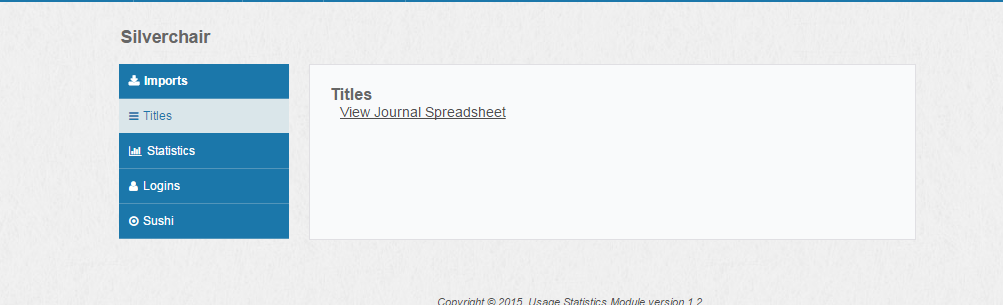 Silverchair
Imports
Titles
Statistics
Logins
Sushi
Titles
View Journal Spreadsheet
Copyright © 2015, Usage Statistics Module version 1.2